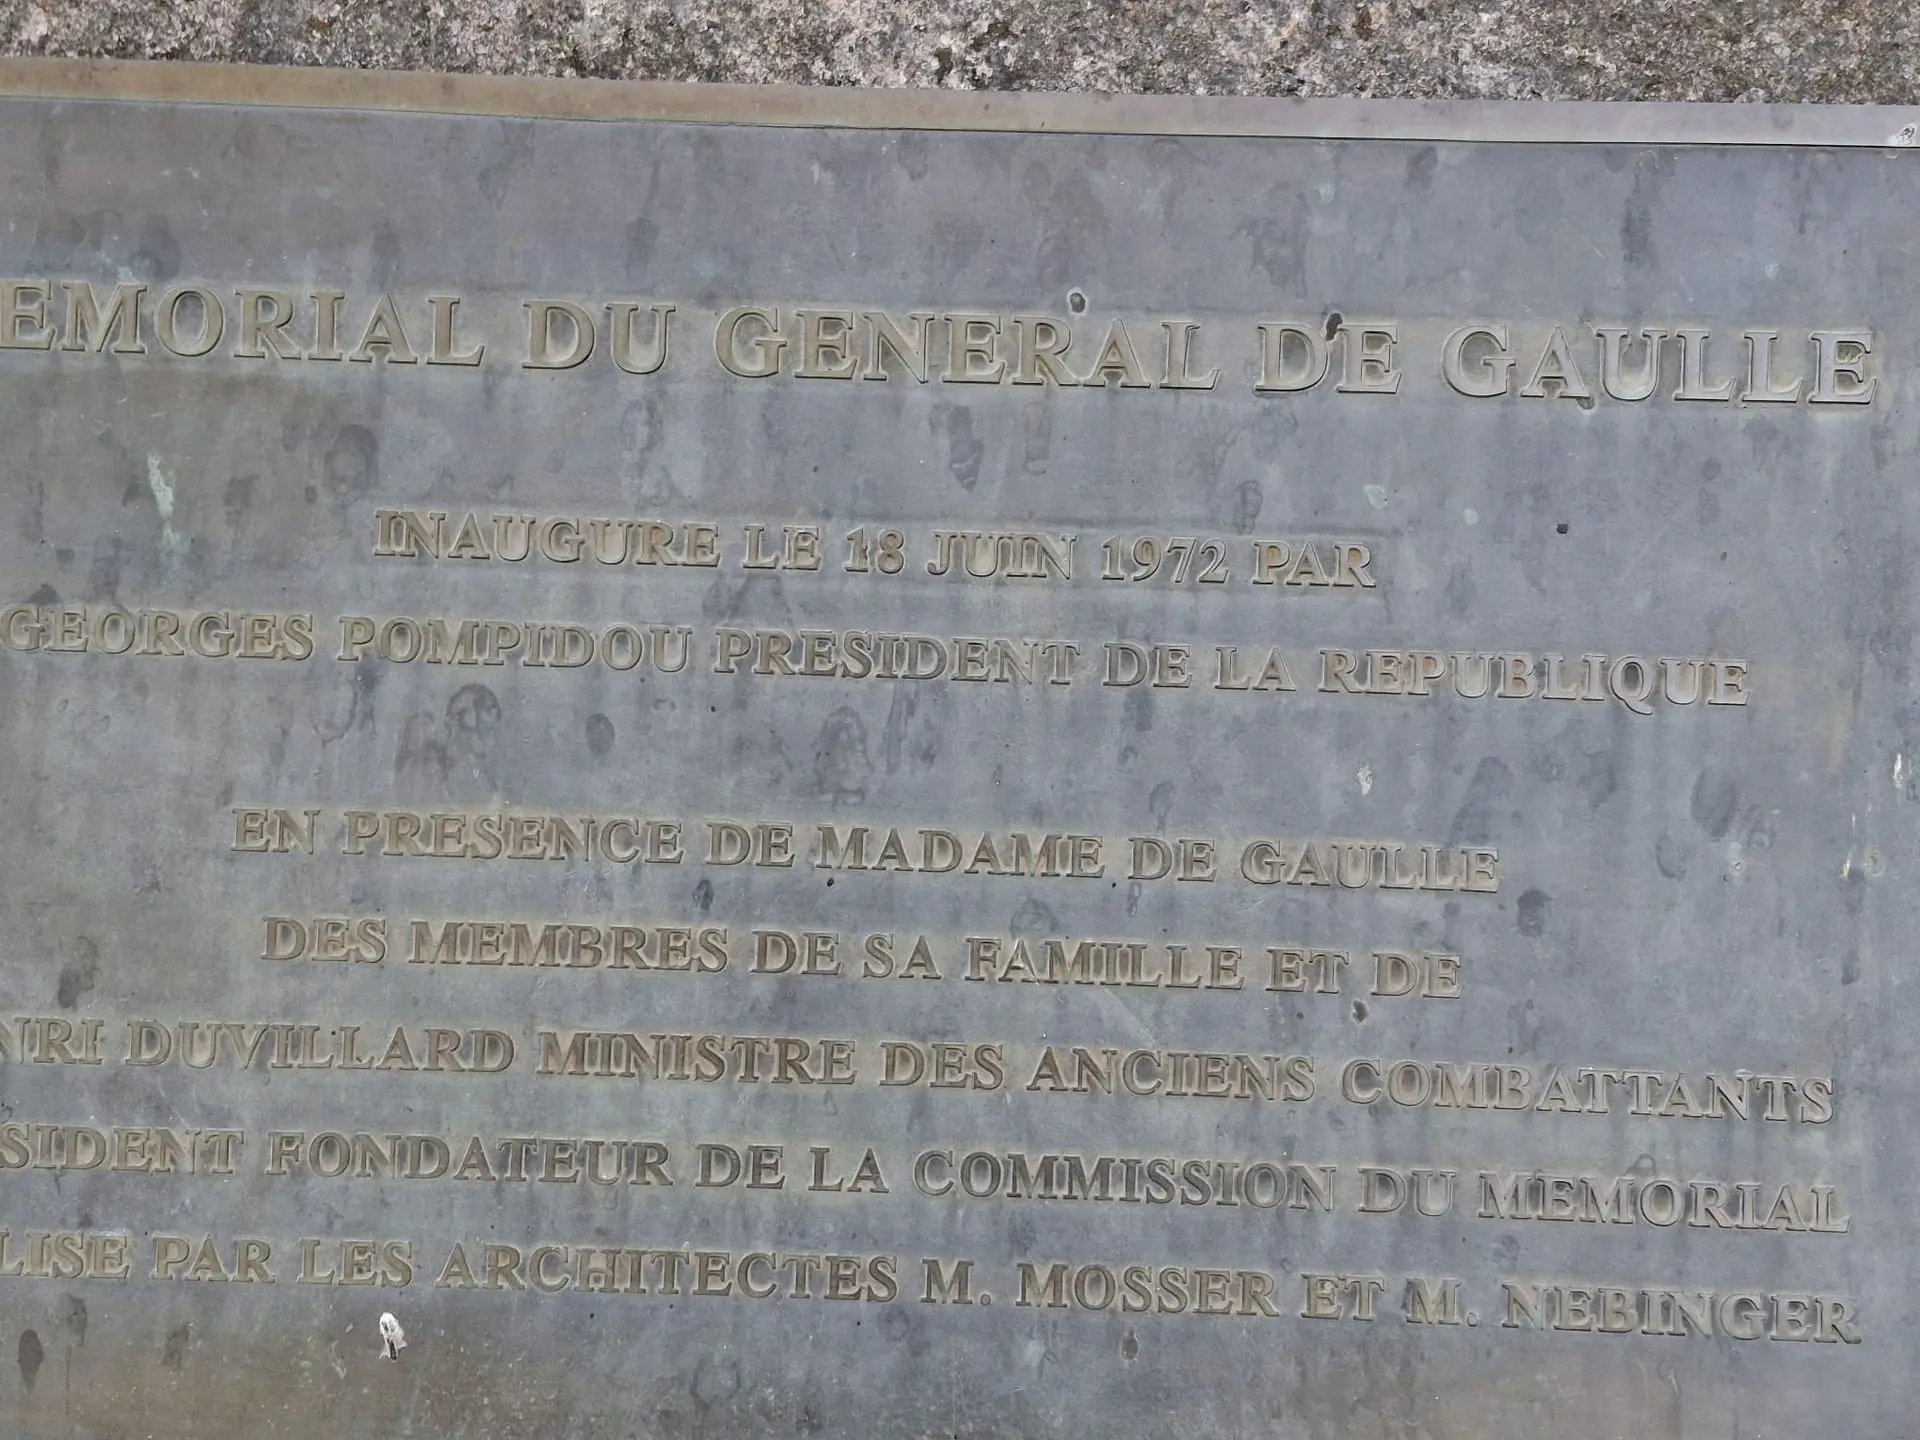 EMORIAL DU GENERAL DE GAULLE
INAUGURE LE 18 JUIN 1972 PAR
GEORGES POMPIDOU PRESIDENT DE LA REPUBLIQUE
EN PRESENCE DE MADAME DE GAULLE
DES MEMBRES DE SA FAMILLE ET DE
NRI DUVILLARD MINISTRE DES ANCIENS COMBATTANTS
SIDENT FONDATEUR DE LA COMMISSION DU MEMORIAL
LISE PAR LES ARCHITECTES M. MOSSER ET M. NEBINGER